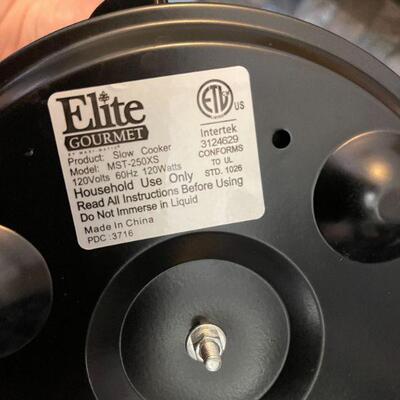 Elite
GOURMET
BY MAXI-MATIC
Product: Slow Cooker
Model: MST-250XS
120Volts 60Hz 120Watts
Household Use Only
Read All Instructions Before Using
Do Not Immerse in Liquid
Made In China
PDC: 3716
ETL US
Intertek
3124629
CONFORMS
TO UL
STD. 1026